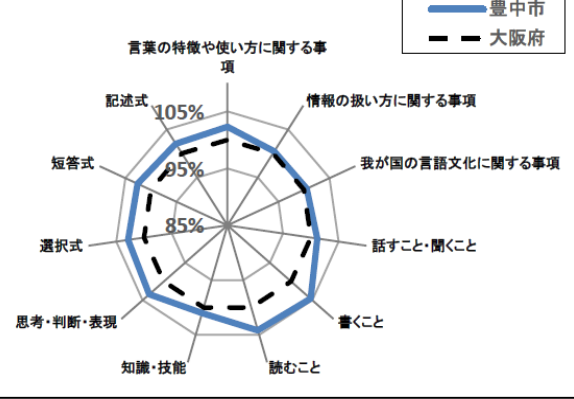 豊中市
大阪府
言葉の特徴や使い方に関する事
項
記述式
情報の扱い方に関する事項
105%
短答式
我が国の言語文化に関する事項
95%
85%
選択式
話すこと・聞くこと
思考・判断・表現
書くこと
知識・技能
読むこと